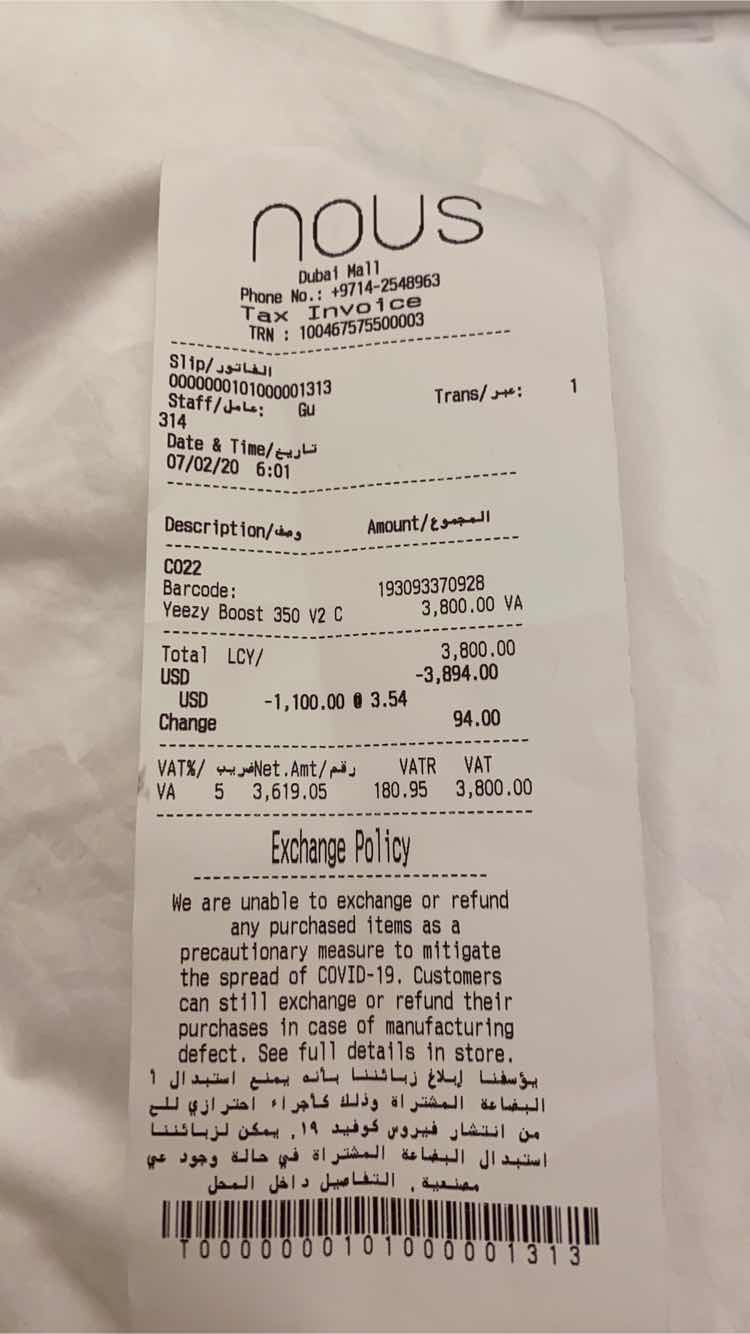 nous
Dubai Mall
Phone No.: +9714-2548963
Tax Invoice
TRN : 100467575500003
Slip/الفاتور
0000000101000001313
Staff/عامل: Gu Trans/عبر: 1
314
Date & Time/تاريخ
07/02/20 6:01
Description/وصف Amount/المجموع
C022
Barcode: 193093370928
Yeezy Boost 350 V2 C 3,800.00 VA
Total LCY/ 3,800.00
USD -3,894.00
USD -1,100.00 @ 3.54
Change 94.00
VAT%/ ضريب Net.Amt/رقم VATR VAT
VA 5 3,619.05 180.95 3,800.00
Exchange Policy
We are unable to exchange or refund
any purchased items as a
precautionary measure to mitigate
the spread of COVID-19. Customers
can still exchange or refund their
purchases in case of manufacturing
defect. See full details in store.
يؤسفنا إبلاغ زبائننا بأنه يمنع استبدال ا
البضاعة المشتراة وذلك كأجراء احترازي للح
من انتشار فيروس كوفيد ١٩. يمكن لزبائننا
استبدال البضاعة المشتراة في حالة وجود عي
مصنعية . التفاصيل داخل المحل
T0000000101000001313